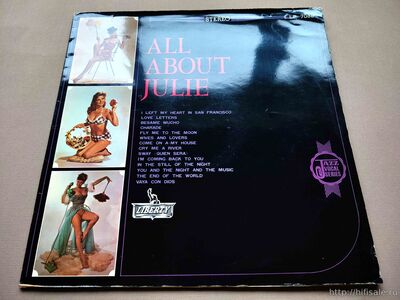 STEREO
ALL
ABOUT
JULIE
I LEFT MY HEART IN SAN FRANCISCO
LOVE LETTERS
BESAME MUCHO
CHARADE
FLY ME TO THE MOON
WIVES AND LOVERS
COME ON A MY HOUSE
CRY ME A RIVER
SWAY QUIEN SERA
I'M COMING BACK TO YOU
IN THE STILL OF THE NIGHT
YOU AND THE NIGHT AND THE MUSIC
THE END OF THE WORLD
VAYA CON DIOS
JAZZ
VOCAL
SERIES
LIBERTY
http://hifisale.ru